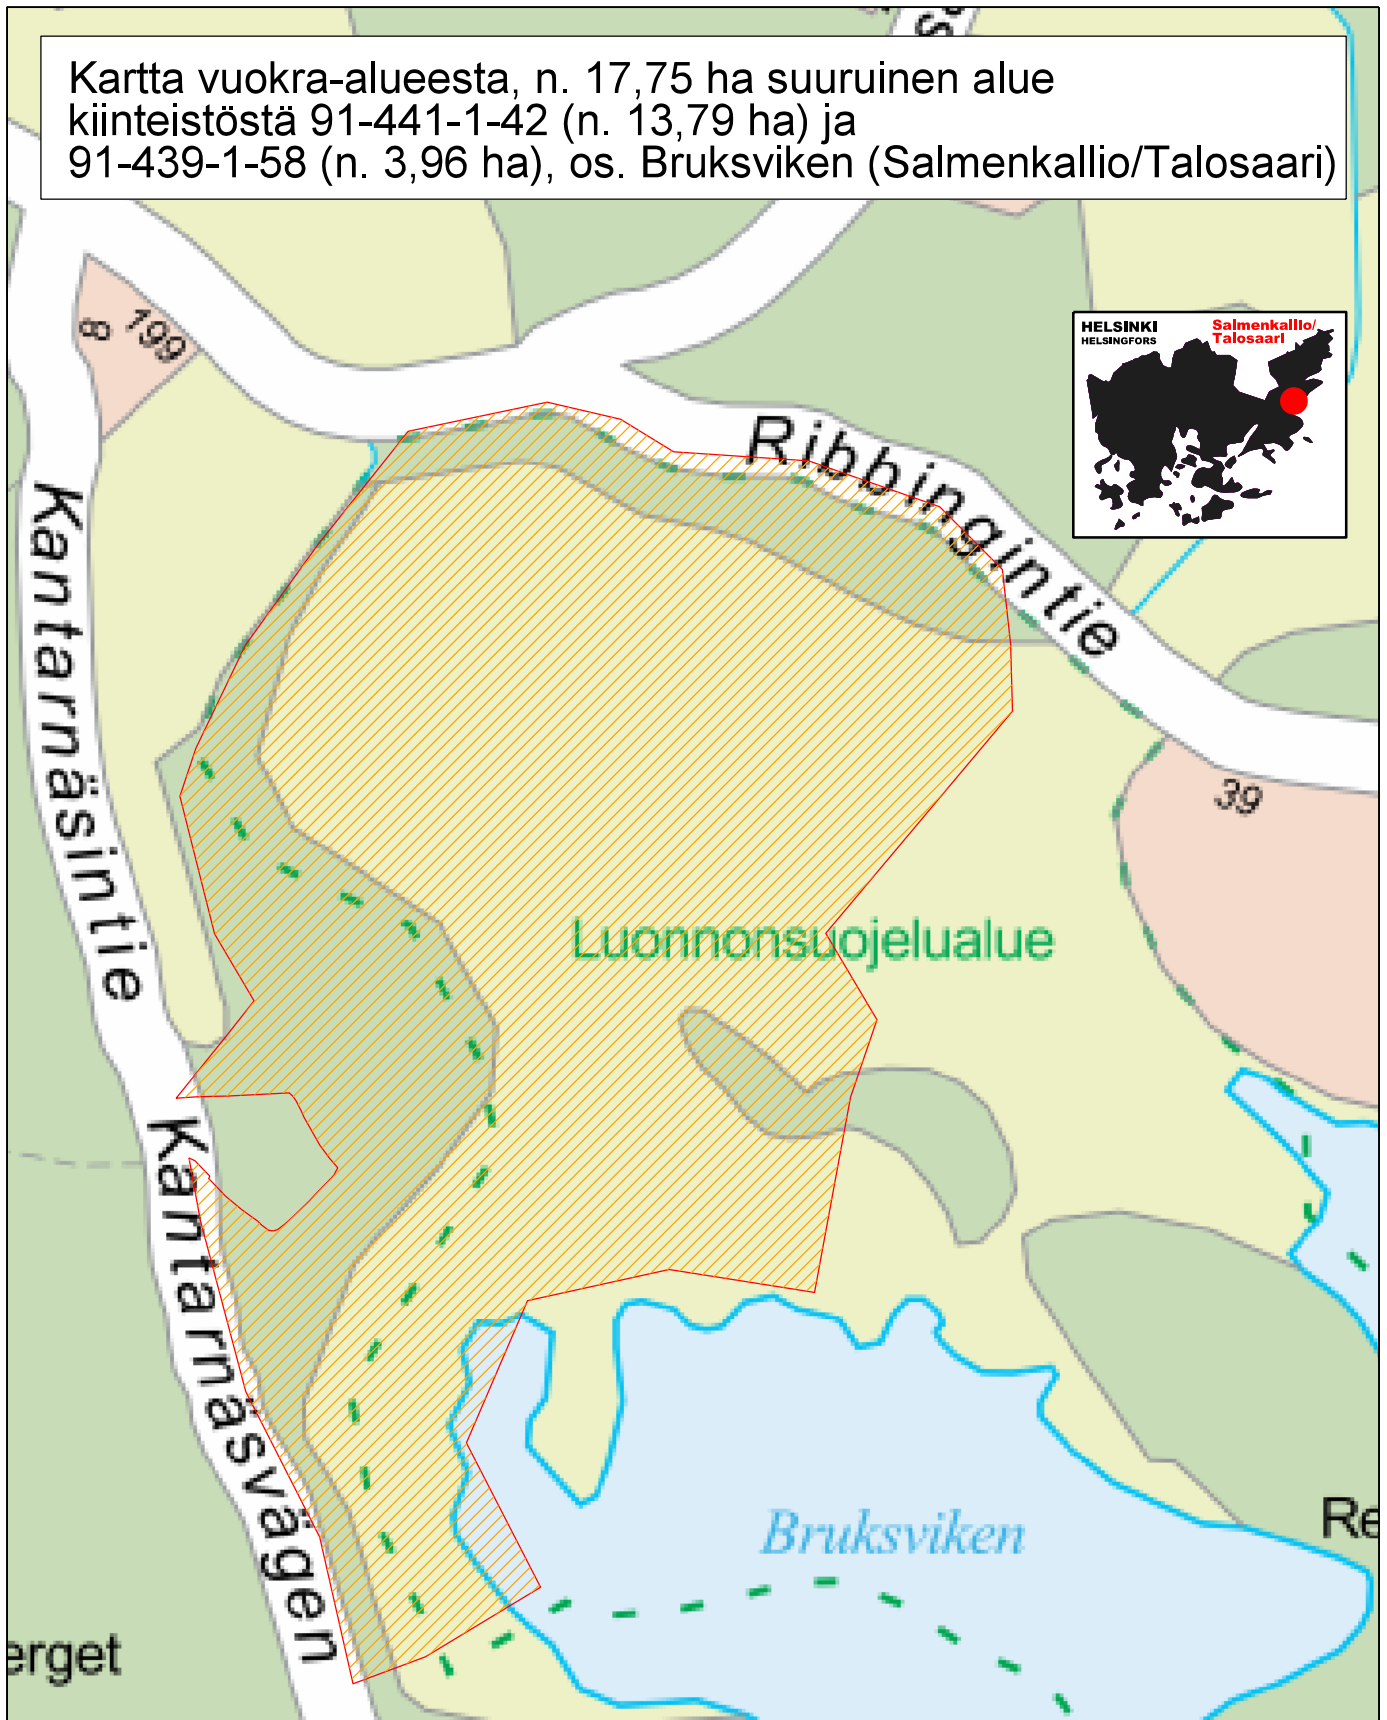 Kartta vuokra-alueesta, n. 17,75 ha suuruinen alue
kiinteistöstä 91-441-1-42 (n. 13,79 ha) ja
91-439-1-58 (n. 3,96 ha), os. Bruksviken (Salmenkallio/Talosaari)
HELSINKI
HELSINGFORS
Salmenkallio/
Talosaari
8
199
Ribbingintie
Kantarnäsintie
39
Luonnonsuojelualue
Kantarnäsvägen
Bruksviken
Re
erget